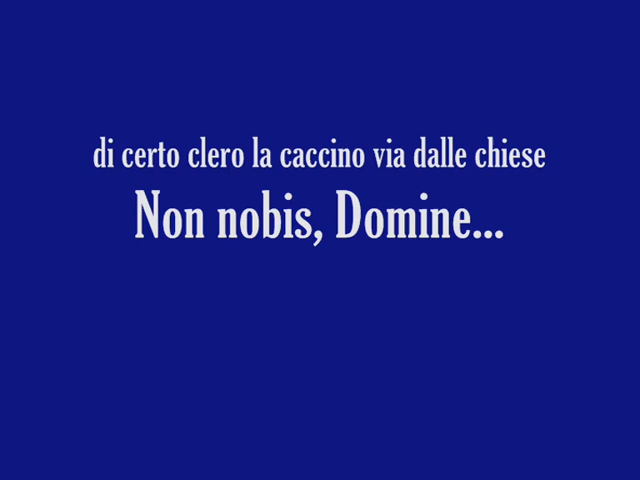 di certo clero la caccino via dalle chiese
Non nobis, Domine...